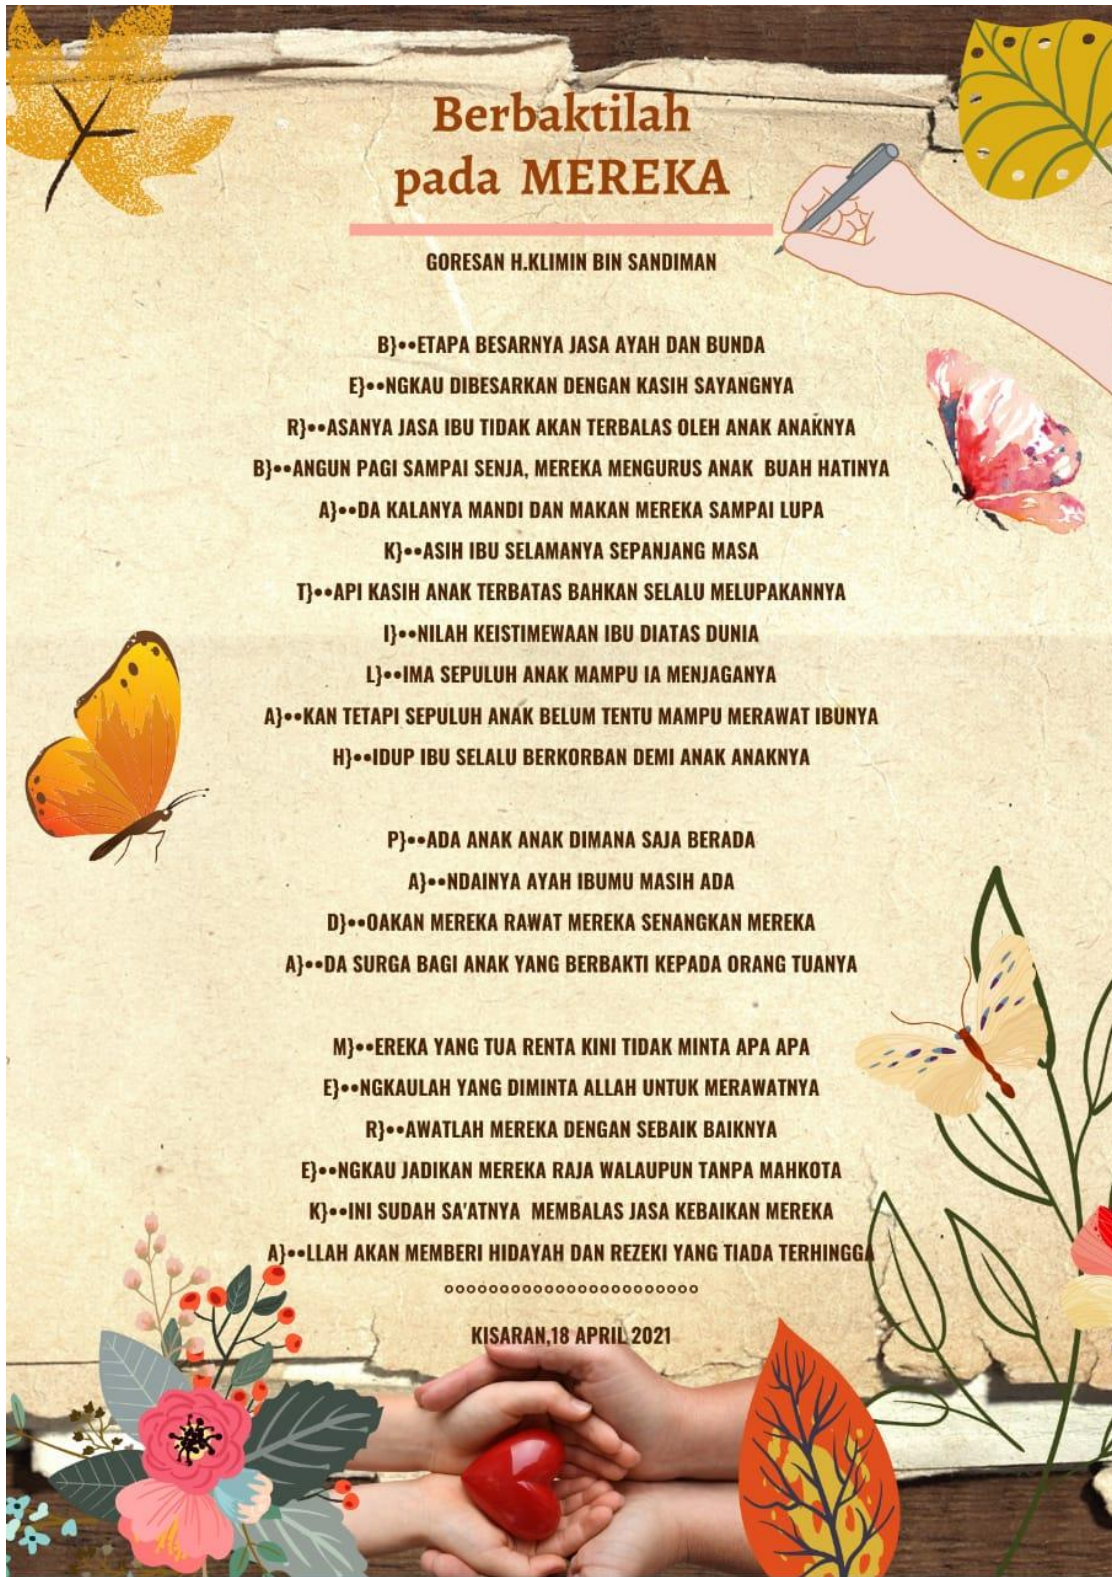 Berbaktilah
pada MEREKA
GORESAN H.KLIMIN BIN SANDIMAN
B}••ETAPA BESARNYA JASA AYAH DAN BUNDA
E}••NGKAU DIBESARKAN DENGAN KASIH SAYANGNYA
R}••ASANYA JASA IBU TIDAK AKAN TERBALAS OLEH ANAK ANAKNYA
B}••ANGUN PAGI SAMPAI SENJA, MEREKA MENGURUS ANAK  BUAH HATINYA
A}••DA KALANYA MANDI DAN MAKAN MEREKA SAMPAI LUPA
K}••ASIH IBU SELAMANYA SEPANJANG MASA
T}••API KASIH ANAK TERBATAS BAHKAN SELALU MELUPAKANNYA
I}••NILAH KEISTIMEWAAN IBU DIATAS DUNIA
L}••IMA SEPULUH ANAK MAMPU IA MENJAGANYA
A}••KAN TETAPI SEPULUH ANAK BELUM TENTU MAMPU MERAWAT IBUNYA
H}••IDUP IBU SELALU BERKORBAN DEMI ANAK ANAKNYA
P}••ADA ANAK ANAK DIMANA SAJA BERADA
A}••NDAINYA AYAH IBUMU MASIH ADA
D}••OAKAN MEREKA RAWAT MEREKA SENANGKAN MEREKA
A}••DA SURGA BAGI ANAK YANG BERBAKTI KEPADA ORANG TUANYA
M}••EREKA YANG TUA RENTA KINI TIDAK MINTA APA APA
E}••NGKAULAH YANG DIMINTA ALLAH UNTUK MERAWATNYA
R}••AWATLAH MEREKA DENGAN SEBAIK BAIKNYA
E}••NGKAU JADIKAN MEREKA RAJA WALAUPUN TANPA MAHKOTA
K}••INI SUDAH SA'ATNYA  MEMBALAS JASA KEBAIKAN MEREKA
A}••LLAH AKAN MEMBERI HIDAYAH DAN REZEKI YANG TIADA TERHINGGA
°°°°°°°°°°°°°°°°°°°°°°°
KISARAN,18 APRIL 2021